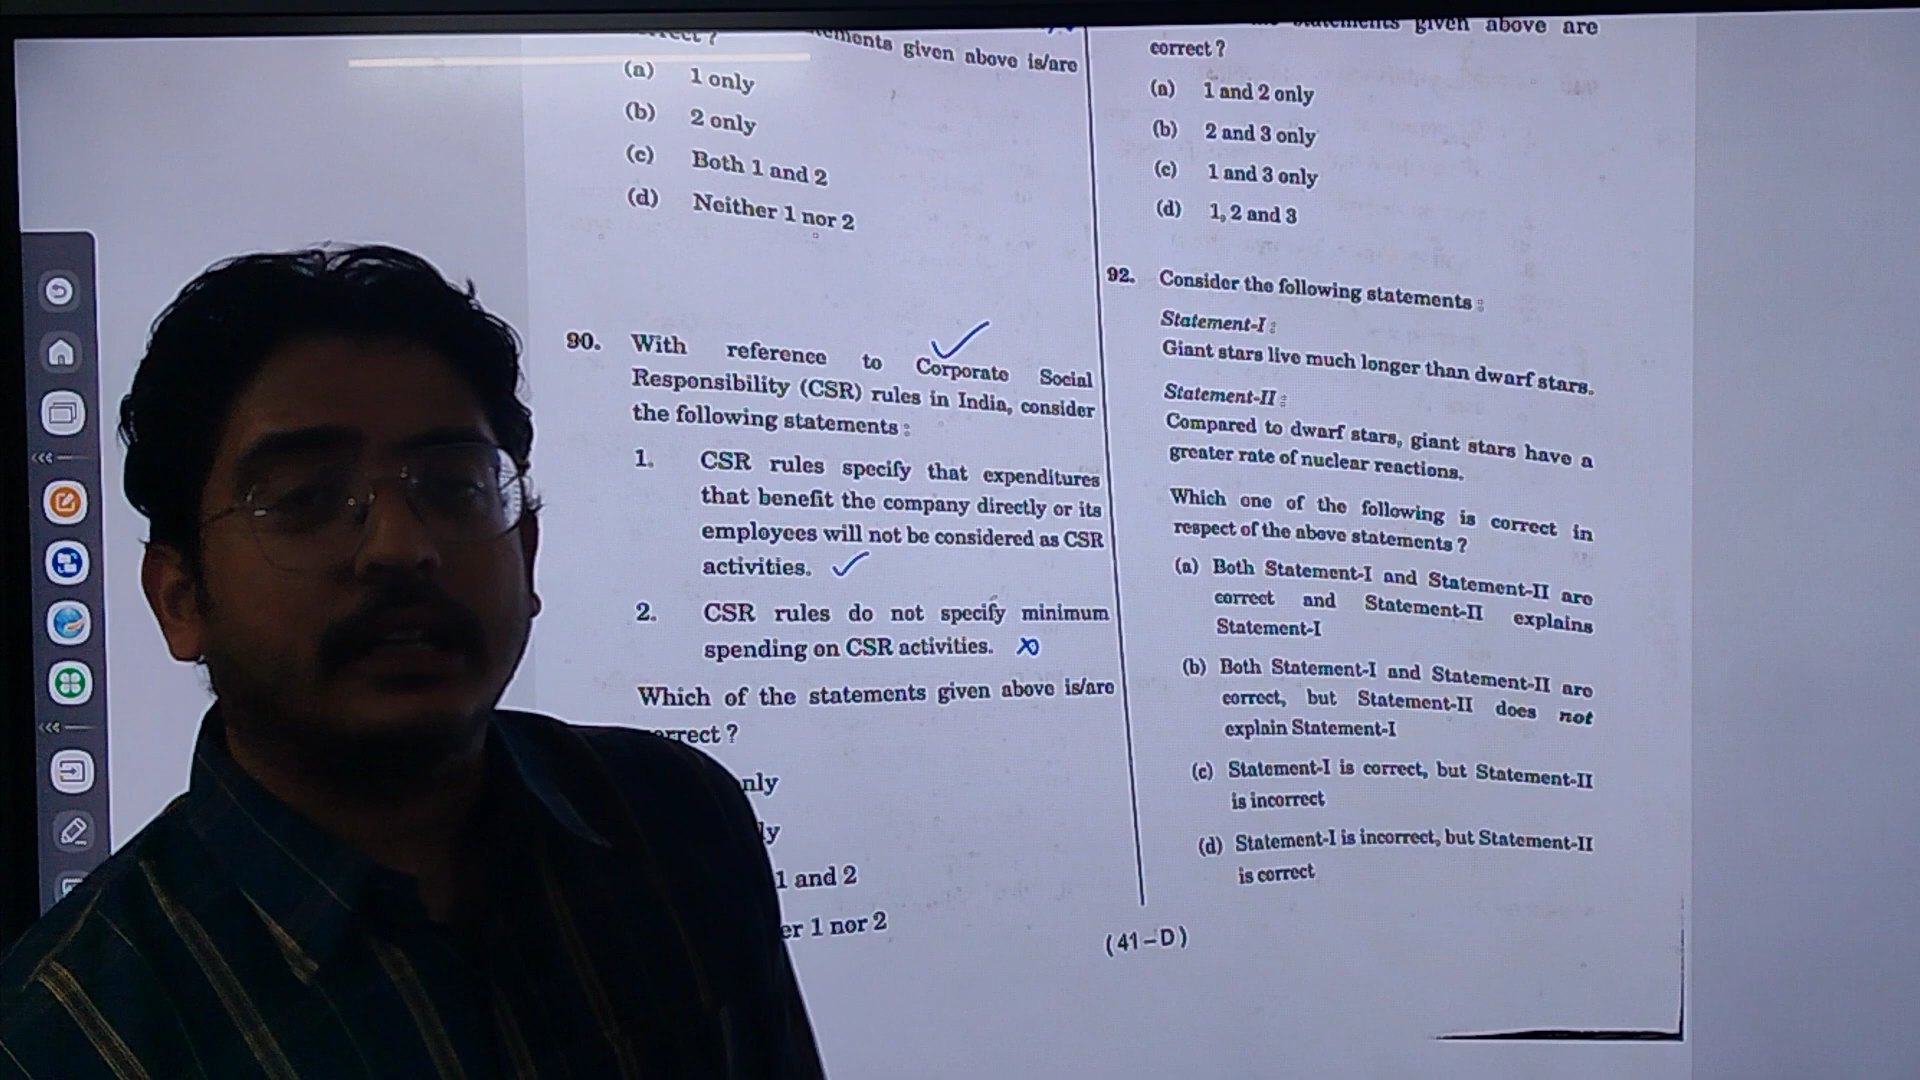 ements given above is/are
(a) 1 only
(b) 2 only
(c) Both 1 and 2
(d) Neither 1 nor 2
90. With reference to Corporate Social
Responsibility (CSR) rules in India, consider
the following statements :
1. CSR rules specify that expenditures
that benefit the company directly or its
employees will not be considered as CSR
activities.
2. CSR rules do not specify minimum
spending on CSR activities.
Which of the statements given above is/are
orrect ?
nly
ly
1 and 2
er 1 nor 2
statements given above are
correct ?
(a) 1 and 2 only
(b) 2 and 3 only
(c) 1 and 3 only
(d) 1, 2 and 3
92. Consider the following statements :
Statement-I :
Giant stars live much longer than dwarf stars.
Statement-II :
Compared to dwarf stars, giant stars have a
greater rate of nuclear reactions.
Which one of the following is correct in
respect of the above statements ?
(a) Both Statement-I and Statement-II are
correct and Statement-II explains
Statement-I
(b) Both Statement-I and Statement-II are
correct, but Statement-II does not
explain Statement-I
(c) Statement-I is correct, but Statement-II
is incorrect
(d) Statement-I is incorrect, but Statement-II
is correct
(41–D)